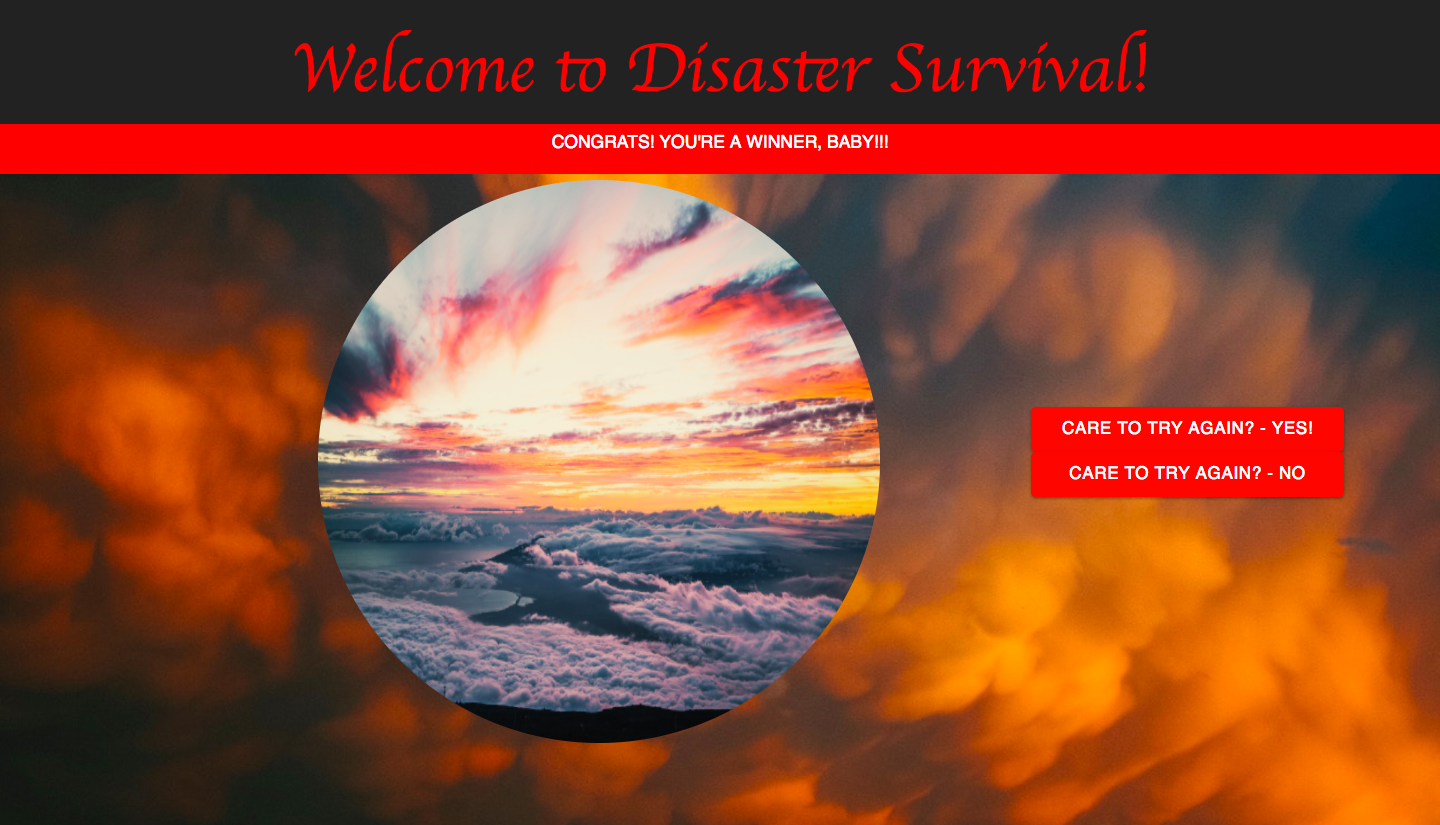 Welcome to Disaster Survival!
CONGRATS! YOU'RE A WINNER, BABY!!!
CARE TO TRY AGAIN? - YES!
CARE TO TRY AGAIN? - NO